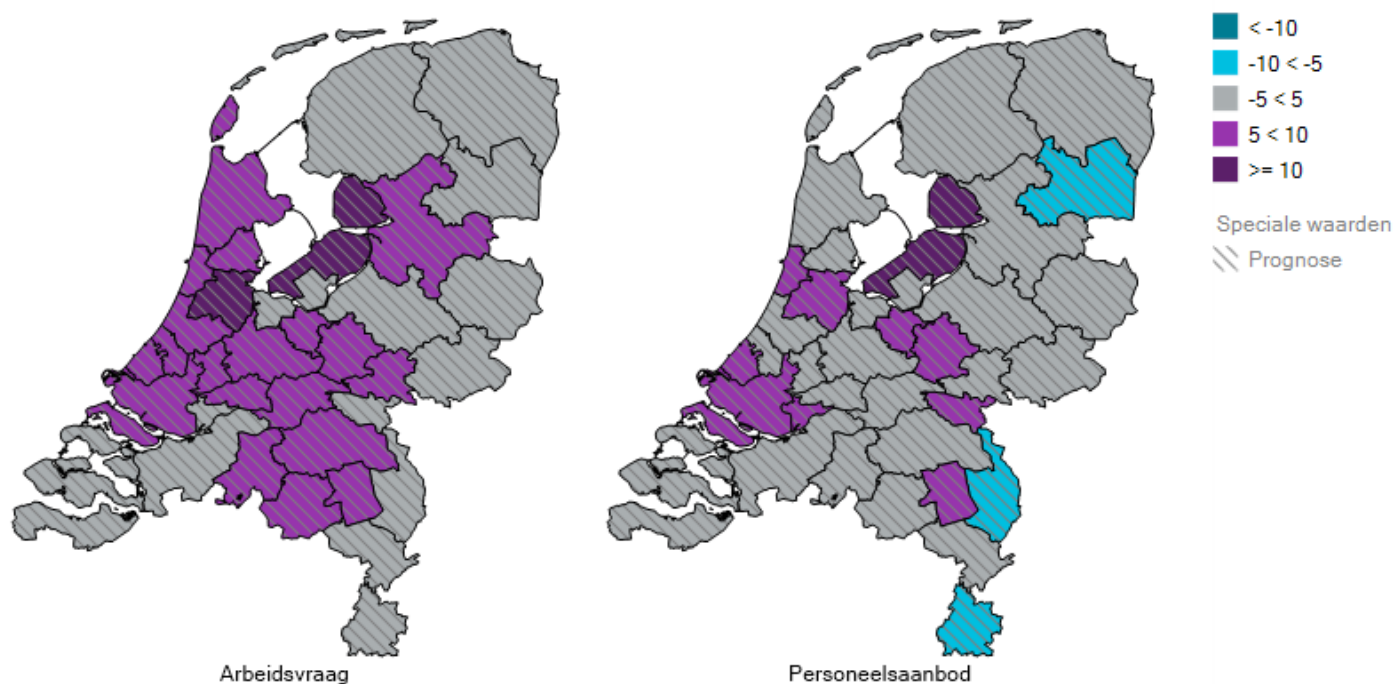 < -10
-10 < -5
-5 < 5
5 < 10
>= 10
Speciale waarden
Prognose
Arbeidsvraag
Personeelsaanbod